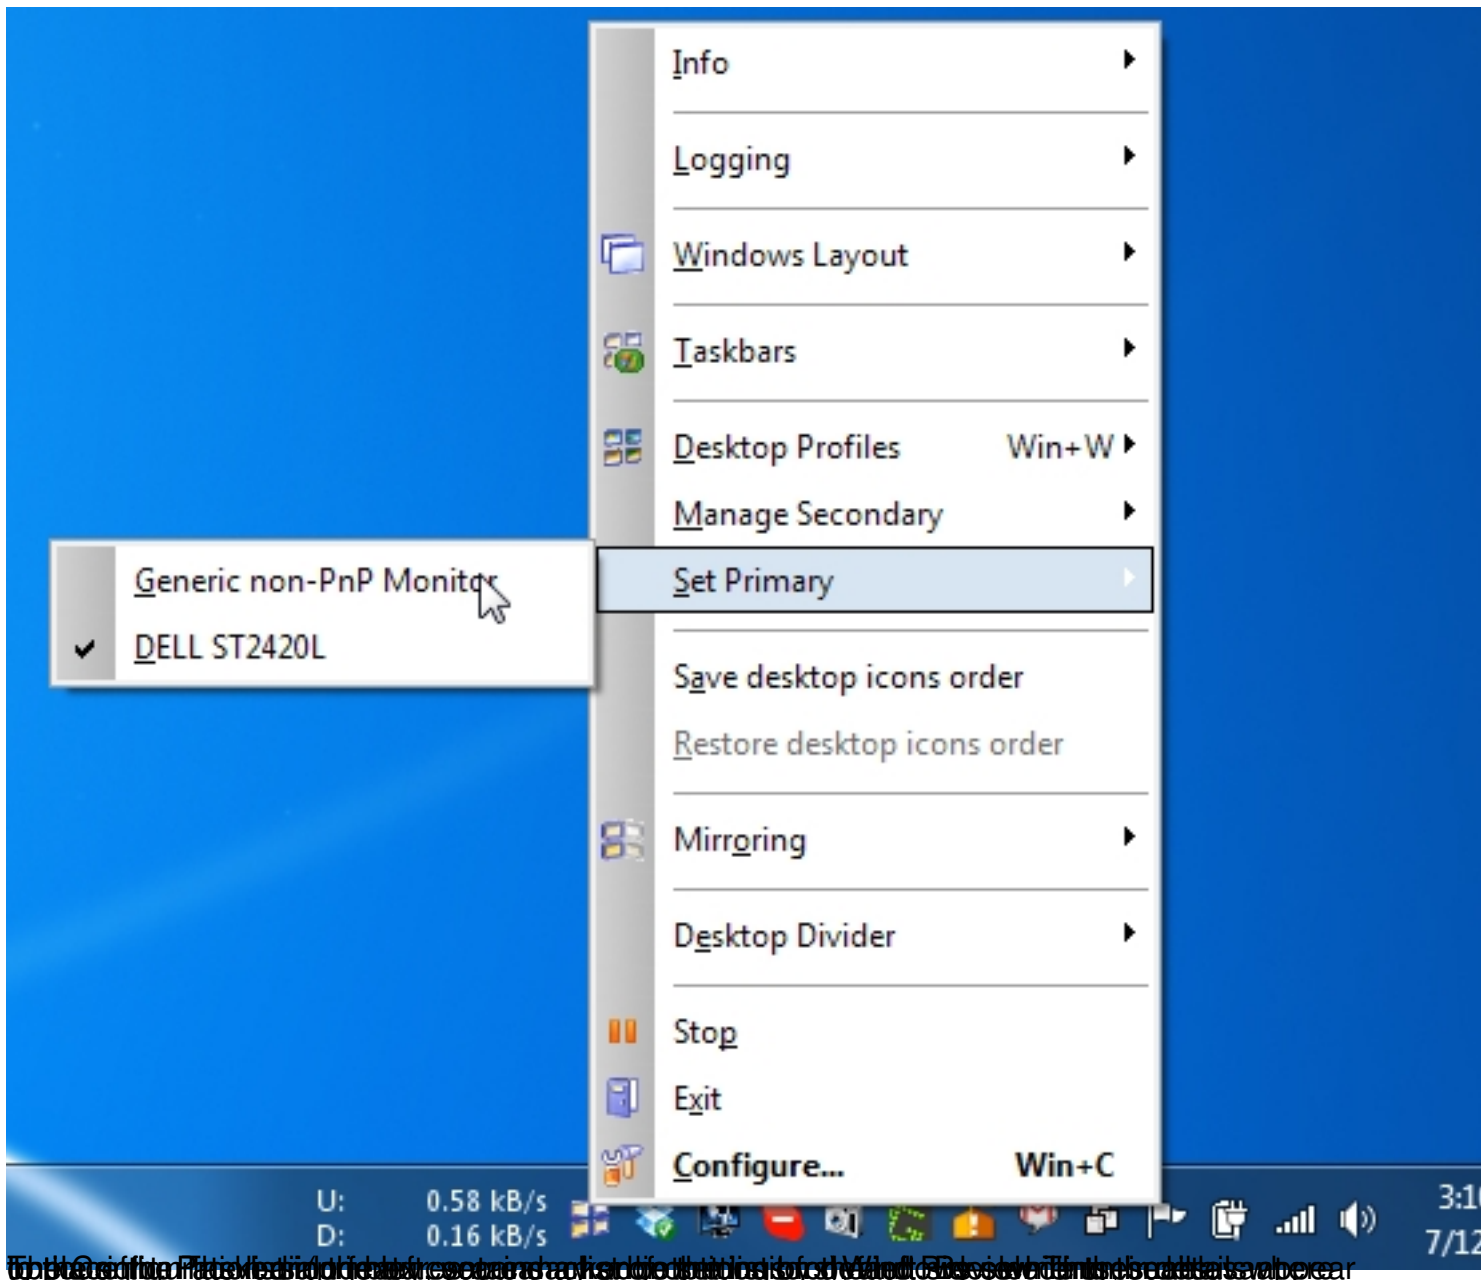 Info
Logging
Windows Layout
Taskbars
Desktop Profiles Win+W
Manage Secondary
Set Primary
Generic non-PnP Monitor
DELL ST2420L
Save desktop icons order
Restore desktop icons order
Mirroring
Desktop Divider
Stop
Exit
Configure... Win+C
U: 0.58 kB/s
D: 0.16 kB/s